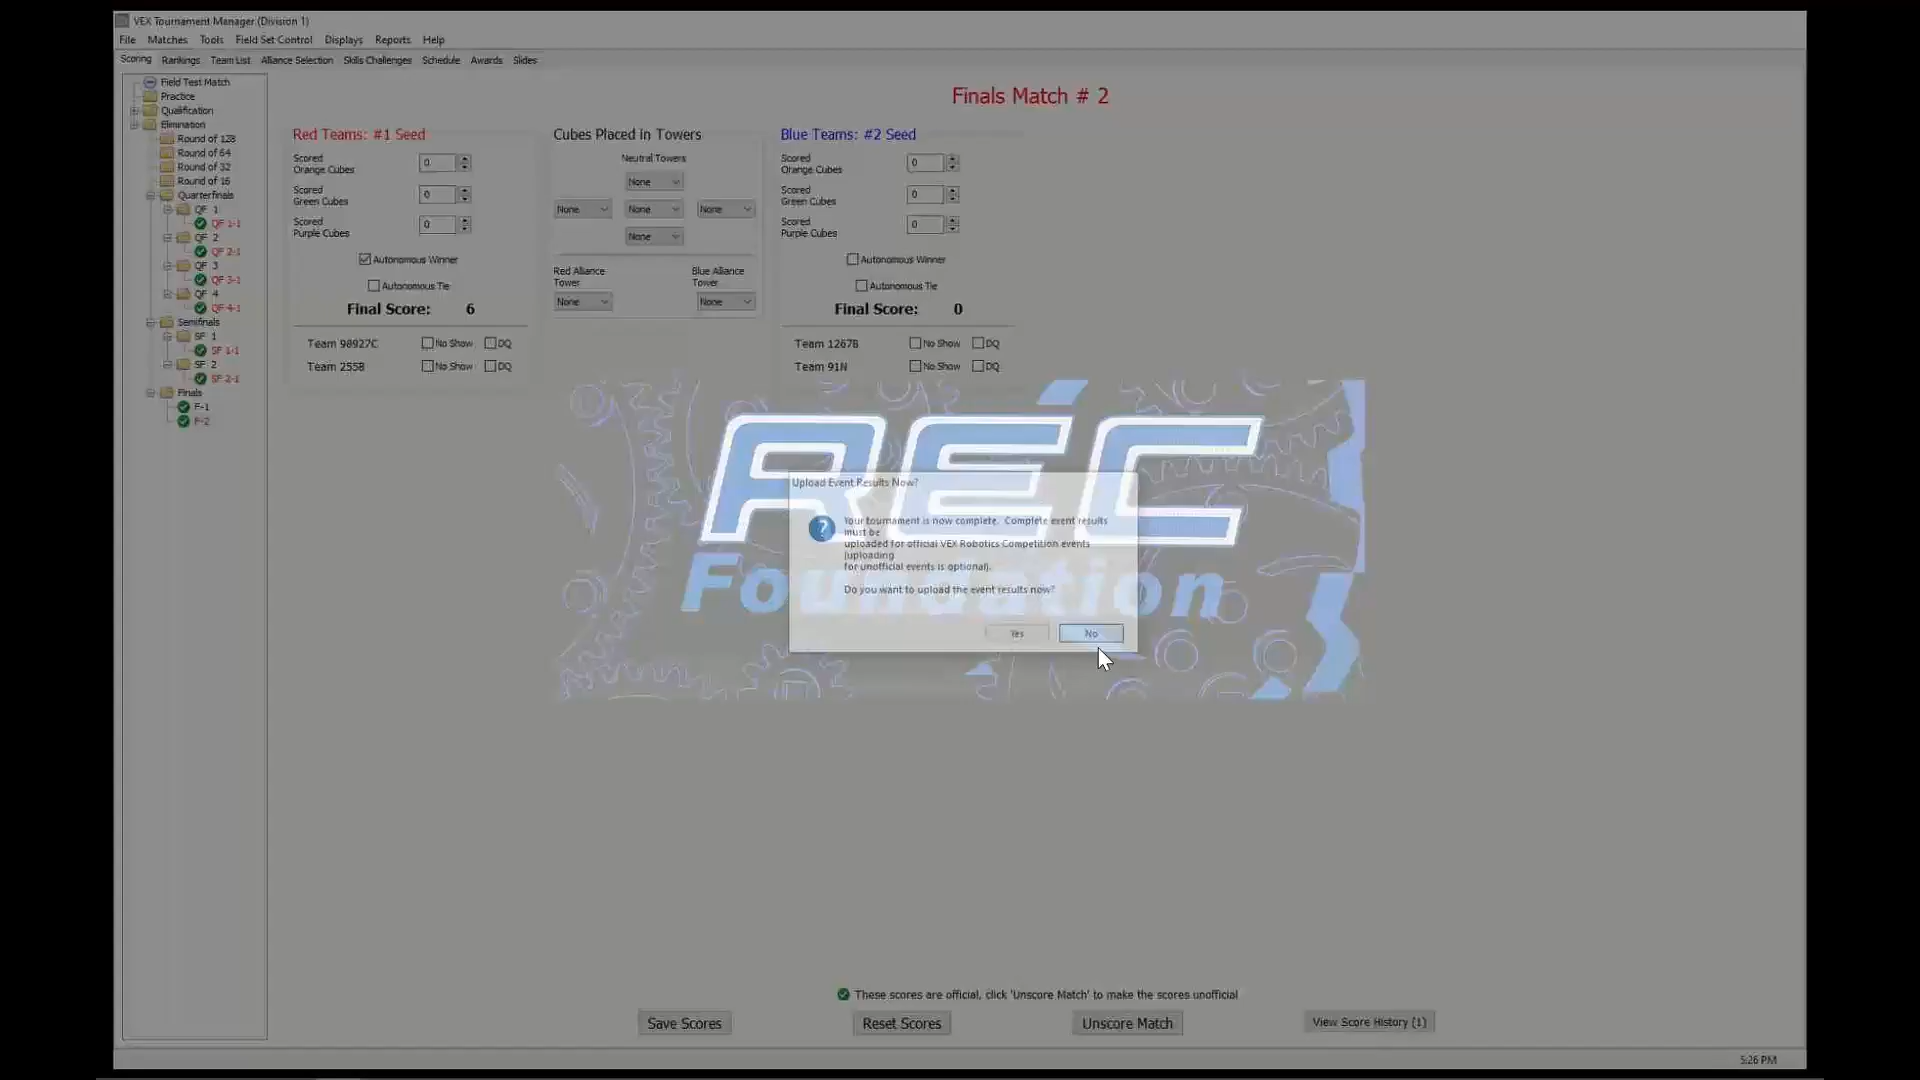 VEX Tournament Manager (Division 1)
File Matches Tools Field Set Control Displays Reports Help
Scoring Rankings Team List Alliance Selection Skills Challenges Schedule Awards Slides
Field Test Match
Practice
Qualification
Elimination
Round of 128
Round of 64
Round of 32
Round of 16
Quarterfinals
QF 1
QF 1-1
QF 2
QF 2-1
QF 3
QF 3-1
QF 4
QF 4-1
Semifinals
SF 1
SF 1-1
SF 2
SF 2-1
Finals
F-1
F-2
Finals Match # 2
Red Teams: #1 Seed
Scored
Orange Cubes
0
Scored
Green Cubes
0
Scored
Purple Cubes
0
Autonomous Winner
Autonomous Tie
Final Score: 6
Team 98927C No Show DQ
Team 255B No Show DQ
Cubes Placed in Towers
Neutral Towers
None
None None None
None
Red Alliance
Tower
None
Blue Alliance
Tower
None
Blue Teams: #2 Seed
Scored
Orange Cubes
0
Scored
Green Cubes
0
Scored
Purple Cubes
0
Autonomous Winner
Autonomous Tie
Final Score: 0
Team 1267B No Show DQ
Team 91N No Show DQ
REC
Foundation
Upload Event Results Now?
Your tournament is now complete. Complete event results
must be
uploaded for official VEX Robotics Competition events
(uploading
for unofficial events is optional).
Do you want to upload the event results now?
Yes No
These scores are official, click 'Unscore Match' to make the scores unofficial
Save Scores Reset Scores Unscore Match View Score History (1)
5:26 PM